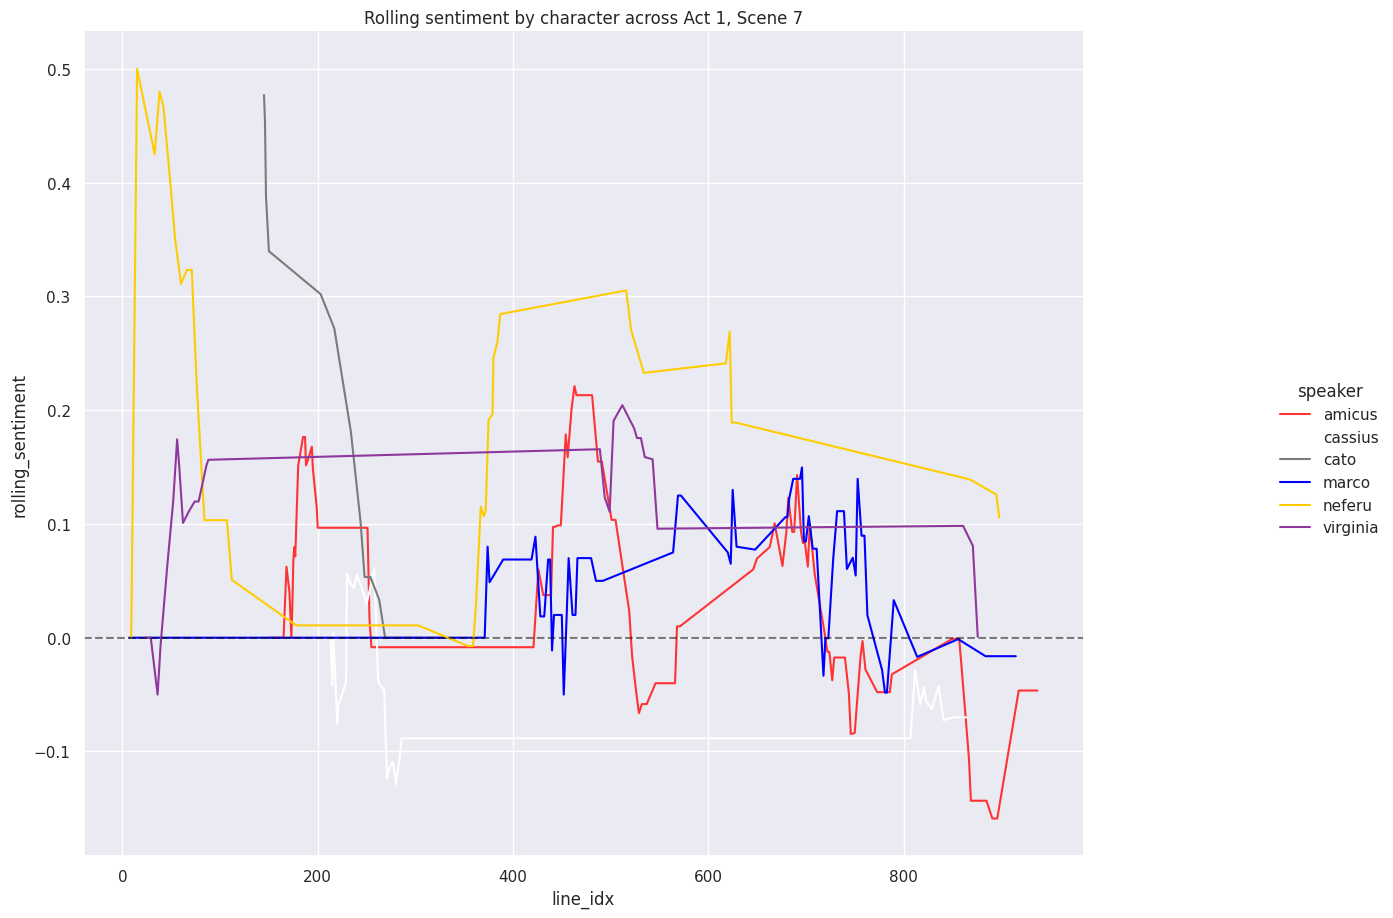 Rolling sentiment by character across Act 1, Scene 7
0.5
0.4
0.3
0.2
0.1
0.0
−0.1
rolling_sentiment
0 200 400 600 800
line_idx
speaker
amicus
cassius
cato
marco
neferu
virginia